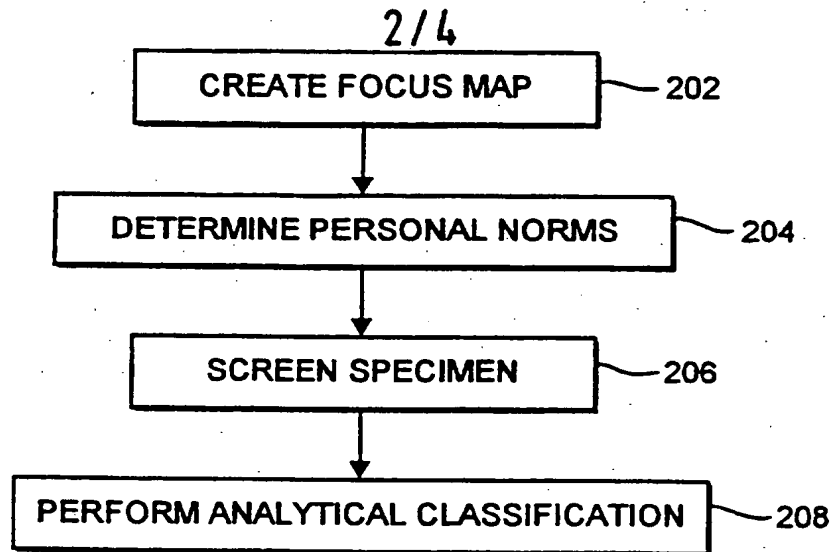 2/4
CREATE FOCUS MAP 202
DETERMINE PERSONAL NORMS 204
SCREEN SPECIMEN 206
PERFORM ANALYTICAL CLASSIFICATION 208